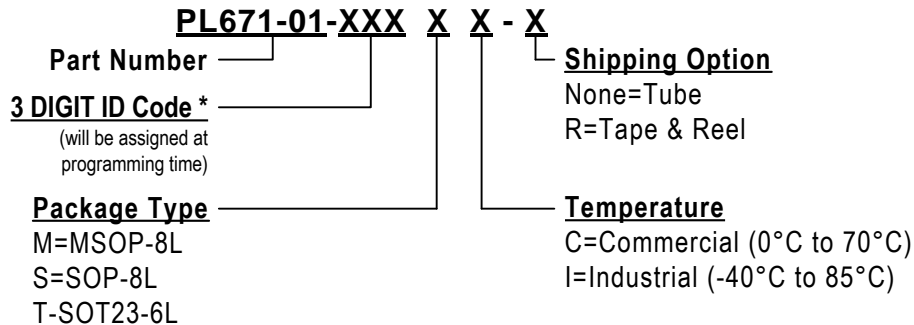 PL671-01-XXX X X - X
Part Number
3 DIGIT ID Code *
(will be assigned at
programming time)
Package Type
M=MSOP-8L
S=SOP-8L
T-SOT23-6L
Shipping Option
None=Tube
R=Tape & Reel
Temperature
C=Commercial (0°C to 70°C)
I=Industrial (-40°C to 85°C)